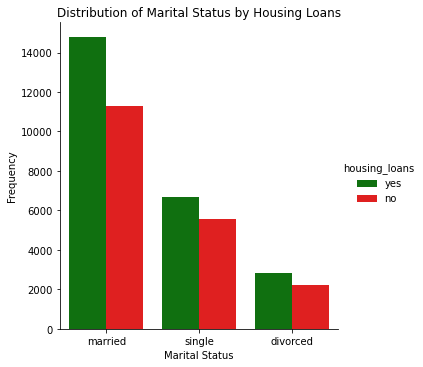 Distribution of Marital Status by Housing Loans
14000
12000
10000
8000
6000
4000
2000
0
Frequency
married single divorced
Marital Status
housing_loans
yes
no